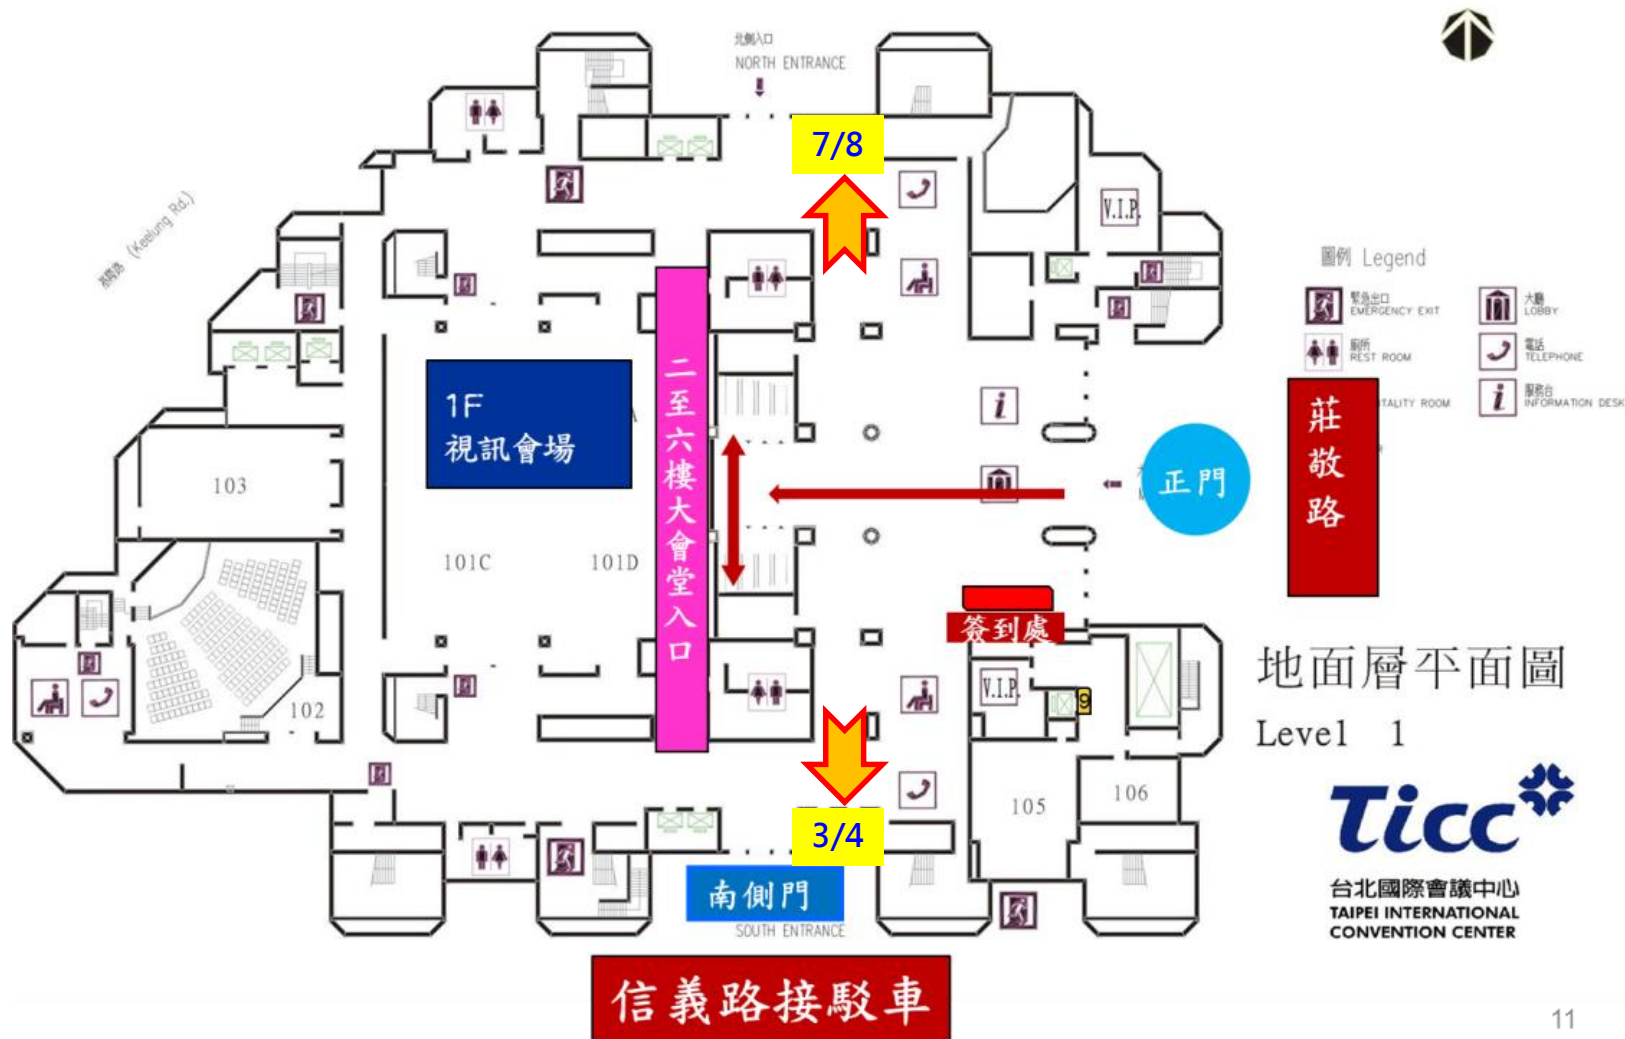 北側入口
NORTH ENTRANCE
7/8
基隆路 (Keelung Rd.)
V.I.P.
圖例 Legend
緊急出口
EMERGENCY EXIT
大廳
LOBBY
廁所
REST ROOM
電話
TELEPHONE
ITALITY ROOM
服務台
INFORMATION DESK
1F
視訊會場
二至六樓大會堂入口
正門
莊敬路
103
101C
101D
簽到處
102
V.I.P.
9
地面層平面圖
Level 1
105
106
3/4
南側門
SOUTH ENTRANCE
Ticc
台北國際會議中心
TAIPEI INTERNATIONAL
CONVENTION CENTER
信義路接駁車
11